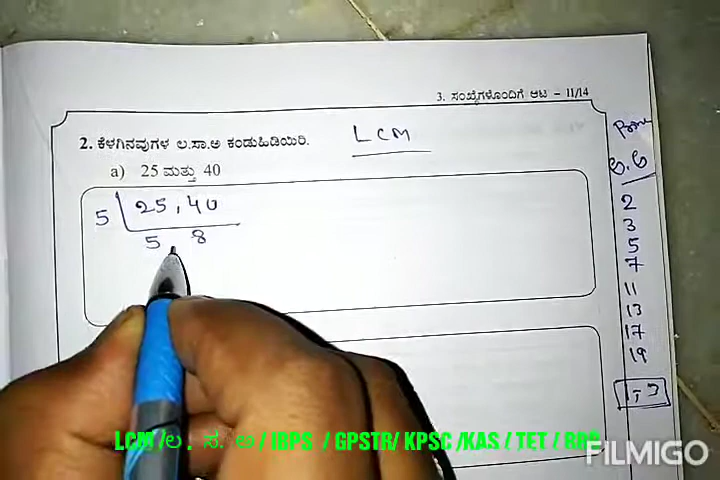 3. ಸಂಖ್ಯೆಗಳೊಂದಿಗೆ ಆಟ - 11/14
2. ಕೆಳಗಿನವುಗಳ ಲ.ಸಾ.ಅ ಕಂಡುಹಿಡಿಯಿರಿ. LCM
a) 25 ಮತ್ತು 40
5 25, 40
5, 8
2
3
5
7
11
13
17
19
LCM /ಲ . ಸ. ಅ / IBPS / GPSTR/ KPSC /KAS / TET / RRB
FILMIGO